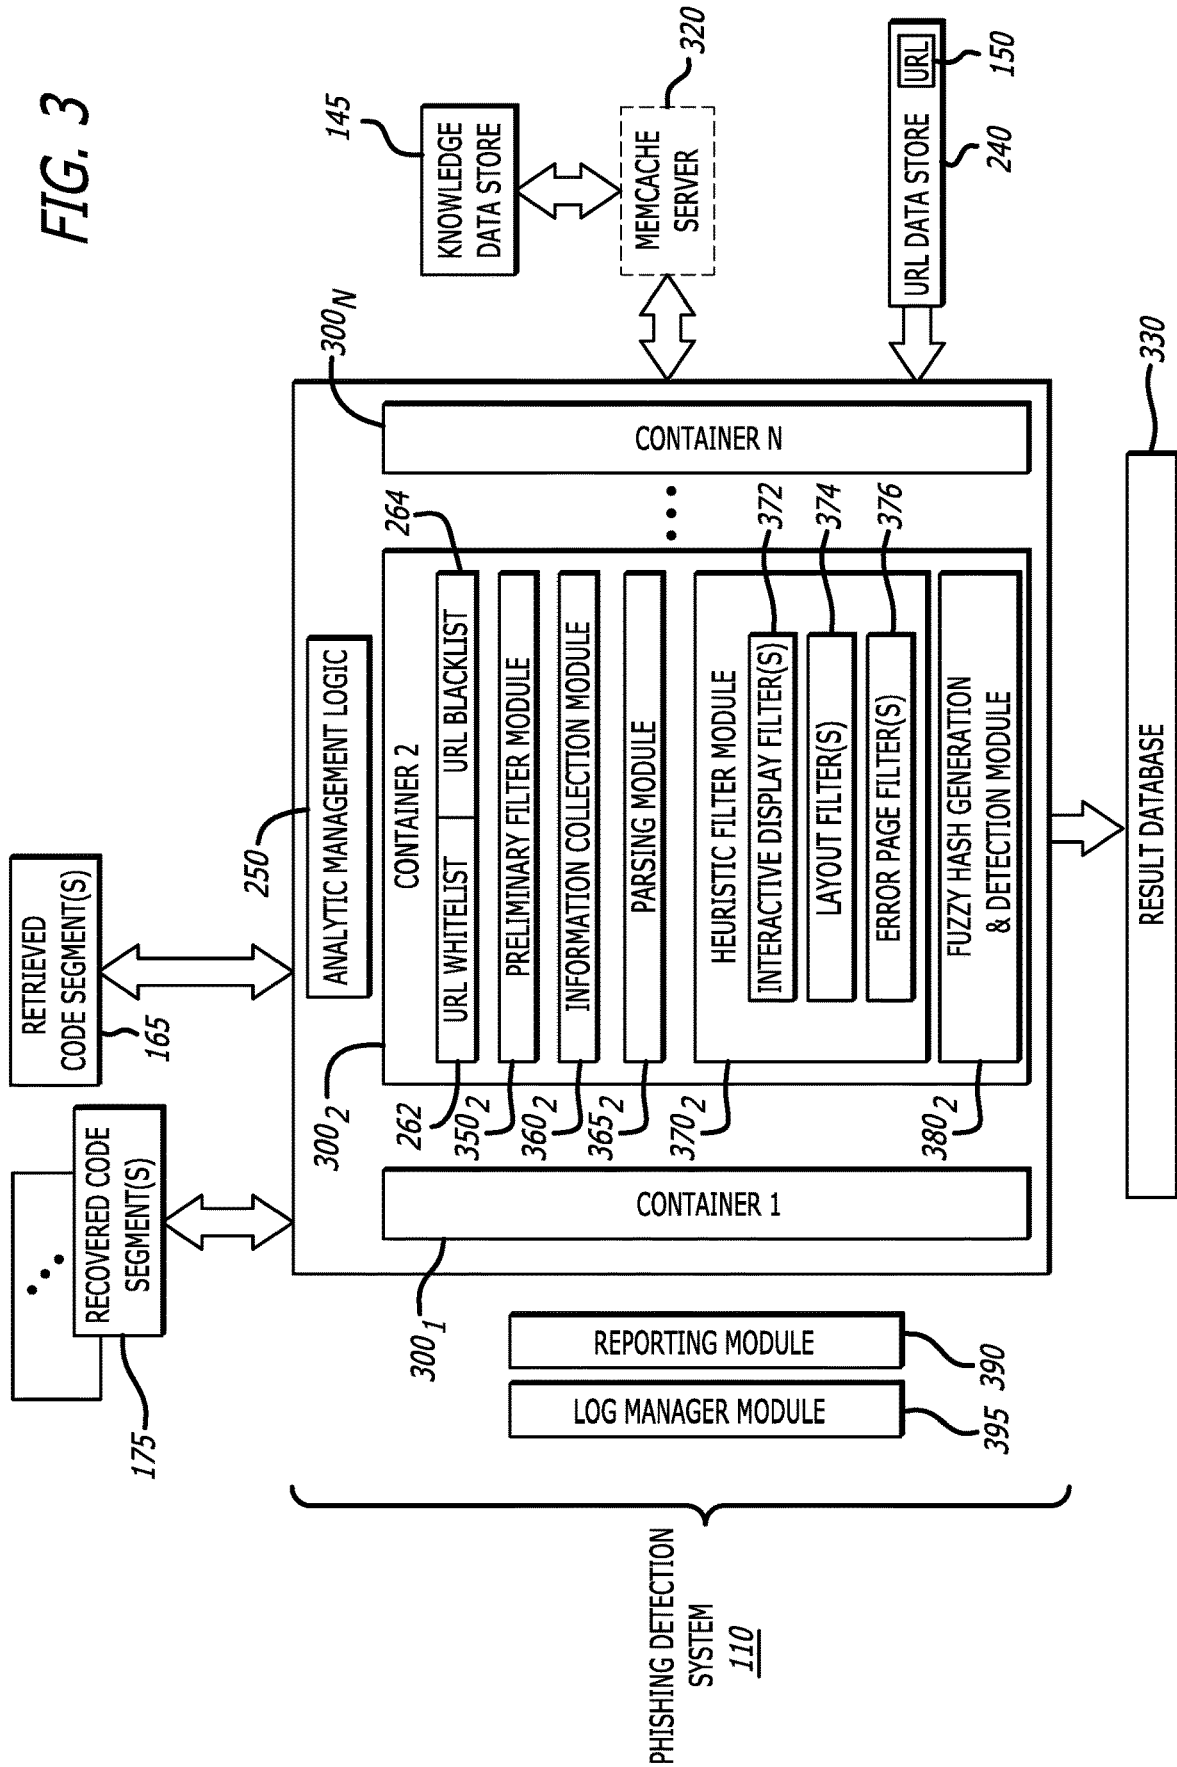 FIG. 3
RETRIEVED
CODE SEGMENT(S)
165
RECOVERED CODE
SEGMENT(S)
175
250
ANALYTIC MANAGEMENT LOGIC
KNOWLEDGE
DATA STORE
145
MEMCACHE
SERVER
320
URL DATA STORE
URL
240
150
300₁
CONTAINER 1
300₂
CONTAINER 2
262
URL WHITELIST
URL BLACKLIST
264
350₂
PRELIMINARY FILTER MODULE
360₂
INFORMATION COLLECTION MODULE
365₂
PARSING MODULE
370₂
HEURISTIC FILTER MODULE
INTERACTIVE DISPLAY FILTER(S)
372
LAYOUT FILTER(S)
374
ERROR PAGE FILTER(S)
376
380₂
FUZZY HASH GENERATION
& DETECTION MODULE
300N
CONTAINER N
REPORTING MODULE
390
LOG MANAGER MODULE
395
PHISHING DETECTION
SYSTEM
110
RESULT DATABASE
330